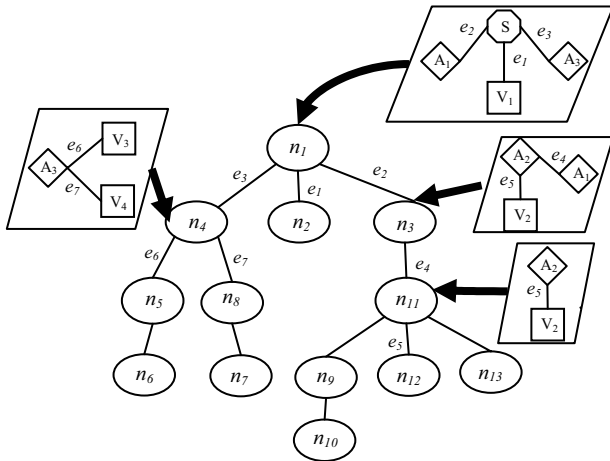 e2 S e3
A1 e1 A3
V1
e6 V3
A3
e7 V4
n1
A2 e4
e5 A1
V2
e3 e1 e2
n4 n2 n3
A2
e5
V2
e6 e7 e4
n5 n8 n11
e5
n6 n7 n9 n12 n13
n10